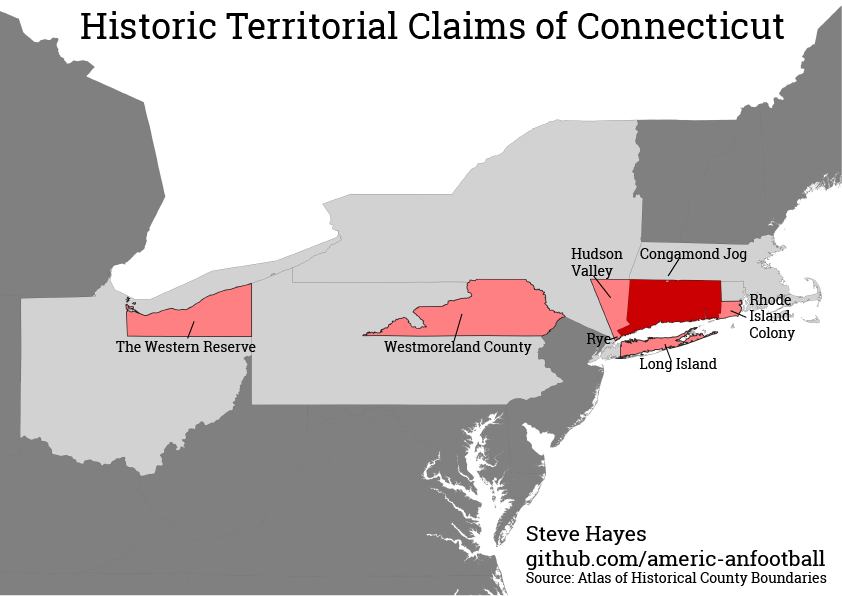 Historic Territorial Claims of Connecticut
Hudson
Valley
Congamond Jog
Rhode
Island
Colony
Rye
The Western Reserve
Westmoreland County
Long Island
Steve Hayes
github.com/americ-anfootball
Source: Atlas of Historical County Boundaries